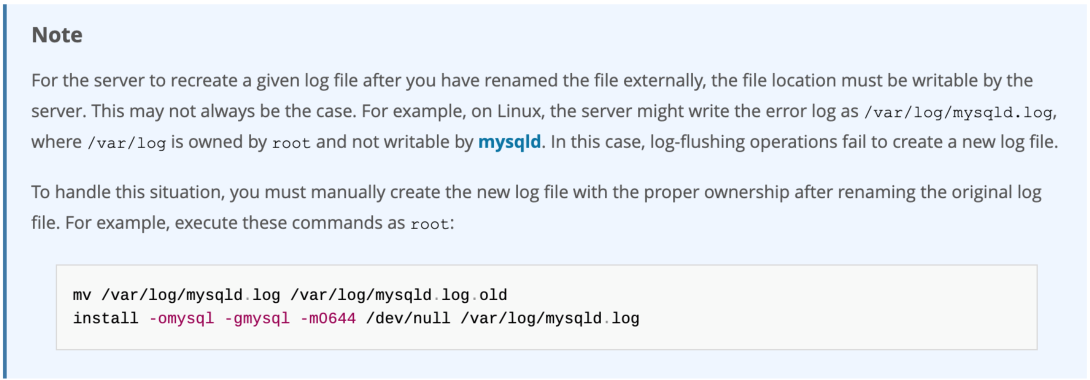 Note
For the server to recreate a given log file after you have renamed the file externally, the file location must be writable by the
server. This may not always be the case. For example, on Linux, the server might write the error log as /var/log/mysqld.log,
where /var/log is owned by root and not writable by mysqld. In this case, log-flushing operations fail to create a new log file.
To handle this situation, you must manually create the new log file with the proper ownership after renaming the original log
file. For example, execute these commands as root:
mv /var/log/mysqld.log /var/log/mysqld.log.old
install -omysql -gmysql -m0644 /dev/null /var/log/mysqld.log